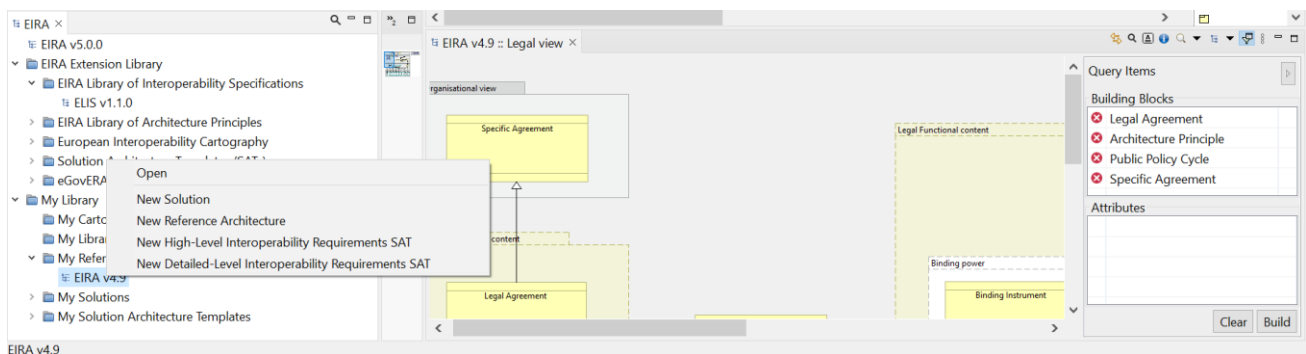 EIRA
EIRA v5.0.0
EIRA Extension Library
EIRA Library of Interoperability Specifications
ELIS v1.1.0
EIRA Library of Architecture Principles
European Interoperability Cartography
Solution
eGovERA
My Library
My Carto
My Librar
My Refer
EIRA v4.9
My Solutions
My Solution Architecture Templates
Open
New Solution
New Reference Architecture
New High-Level Interoperability Requirements SAT
New Detailed-Level Interoperability Requirements SAT
EIRA v4.9 :: Legal view
rganisational view
Specific Agreement
content
Legal Agreement
Legal Functional content
Binding power
Binding Instrument
Query Items
Building Blocks
Legal Agreement
Architecture Principle
Public Policy Cycle
Specific Agreement
Attributes
Clear Build
EIRA v4.9